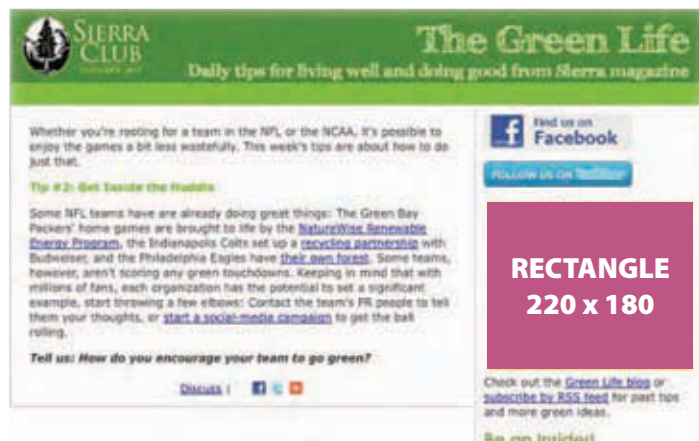 SIERRA
CLUB
The Green Life
Daily tips for living well and doing good from Sierra magazine
Whether you're rooting for a team in the NFL or the NCAA, it's possible to
enjoy the games a bit less wastefully. This week's tips are about how to do
just that.
Tip #2: Get Inside the Huddle
Some NFL teams have are already doing great things: The Green Bay
Packers' home games are brought to life by the NatureWise Renewable
Energy Program, the Indianapolis Colts set up a recycling partnership with
Budweiser, and the Philadelphia Eagles have their own forest. Some teams,
however, aren't scoring any green touchdowns. Keeping in mind that with
millions of fans, each organization has the potential to set a significant
example, start throwing a few elbows: Contact the team's PR people to tell
them your thoughts, or start a social-media campaign to get the ball
rolling.
Tell us: How do you encourage your team to go green?
Discuss |
Find us on
Facebook
FOLLOW US ON twitter
RECTANGLE
220 x 180
Check out the Green Life blog or
subscribe by RSS feed for past tips
and more green ideas.
Be an Insider!